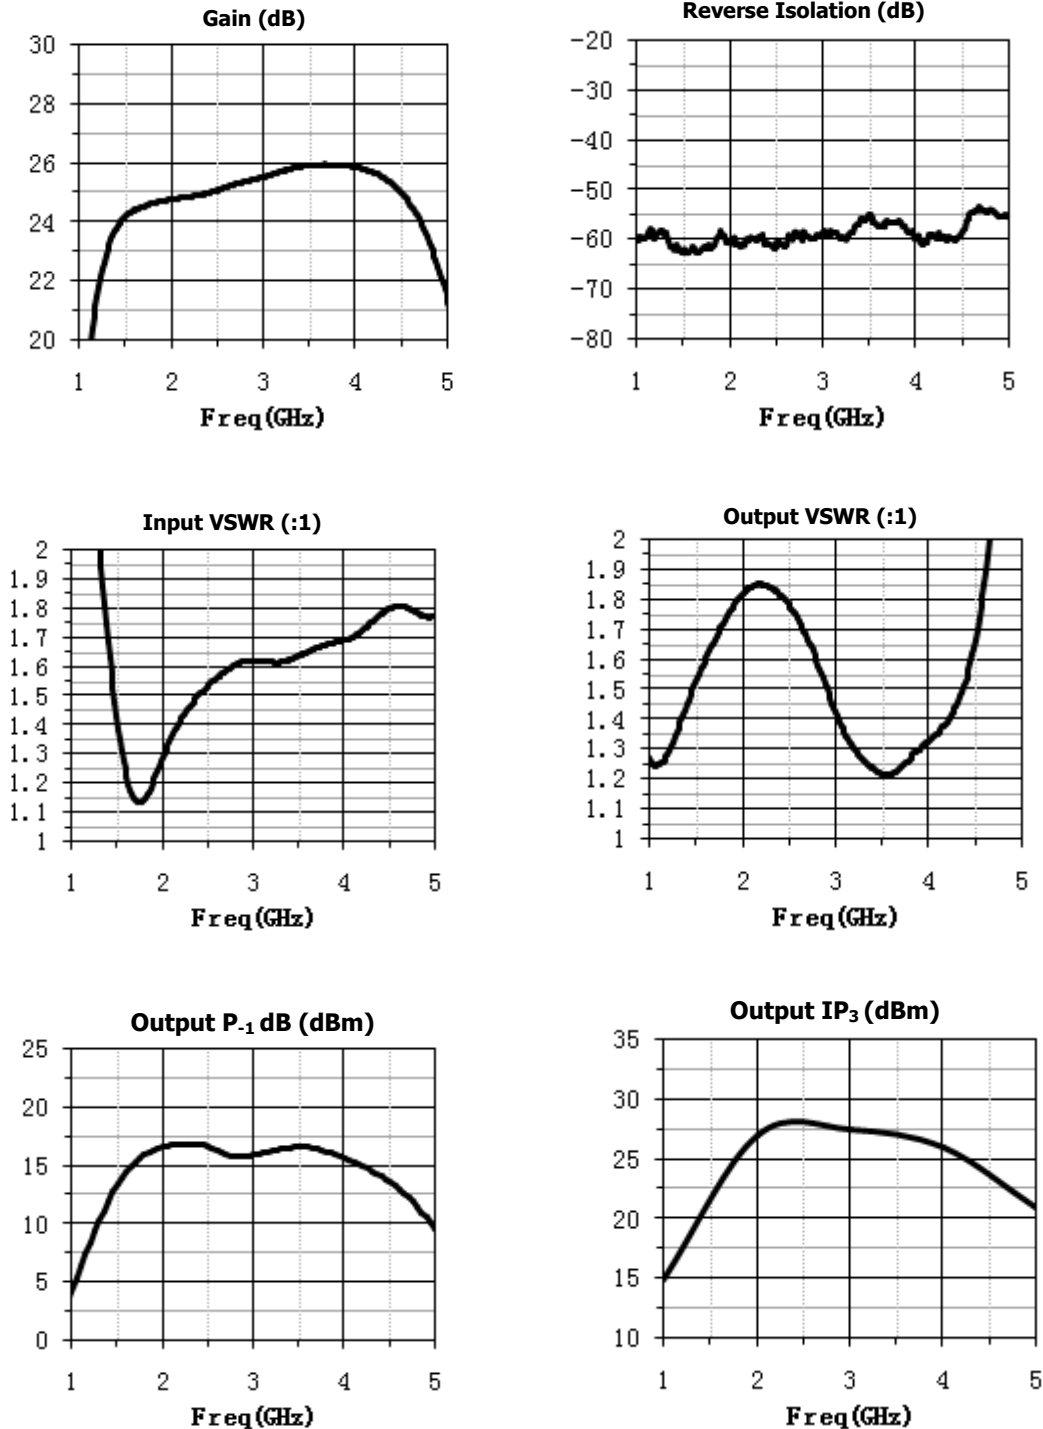 Gain (dB)
30
28
26
24
22
20
1 2 3 4 5
Freq(GHz)
Reverse Isolation (dB)
-20
-30
-40
-50
-60
-70
-80
1 2 3 4 5
Freq(GHz)
Input VSWR (:1)
2
1.9
1.8
1.7
1.6
1.5
1.4
1.3
1.2
1.1
1
1 2 3 4 5
Freq(GHz)
Output VSWR (:1)
2
1.9
1.8
1.7
1.6
1.5
1.4
1.3
1.2
1.1
1
1 2 3 4 5
Freq(GHz)
Output P-1 dB (dBm)
25
20
15
10
5
0
1 2 3 4 5
Freq(GHz)
Output IP3 (dBm)
35
30
25
20
15
10
1 2 3 4 5
Freq(GHz)